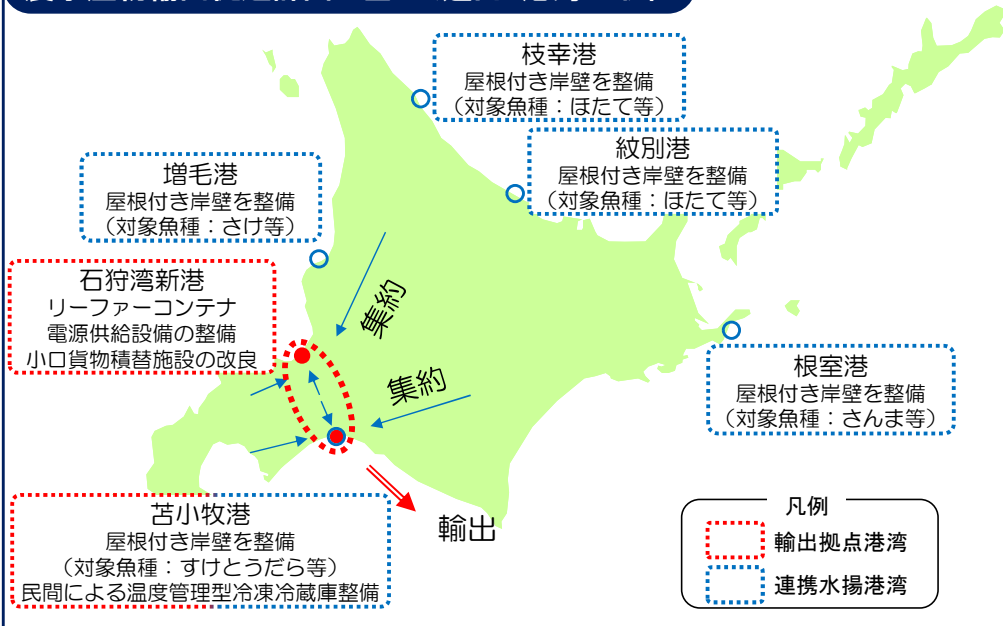 枝幸港
屋根付き岸壁を整備
（対象魚種：ほたて等）
紋別港
屋根付き岸壁を整備
（対象魚種：ほたて等）
増毛港
屋根付き岸壁を整備
（対象魚種：さけ等）
石狩湾新港
リーファーコンテナ
電源供給設備の整備
小口貨物積替施設の改良
集約
集約
根室港
屋根付き岸壁を整備
（対象魚種：さんま等）
苫小牧港
屋根付き岸壁を整備
（対象魚種：すけとうだら等）
民間による温度管理型冷凍冷蔵庫整備
輸出
凡例
輸出拠点港湾
連携水揚港湾